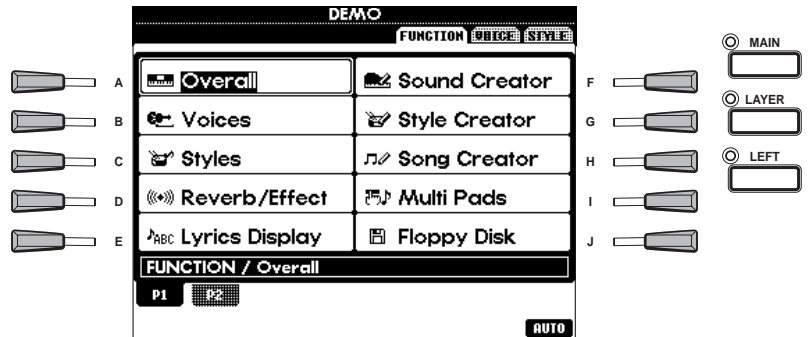 DEMO
FUNCTION VOICE STYLE
MAIN
A Overall Sound Creator F
LAYER
B Voices Style Creator G
C Styles Song Creator H
LEFT
D Reverb/Effect Multi Pads I
ABC
E Lyrics Display Floppy Disk J
FUNCTION / Overall
P1 P2
AUTO